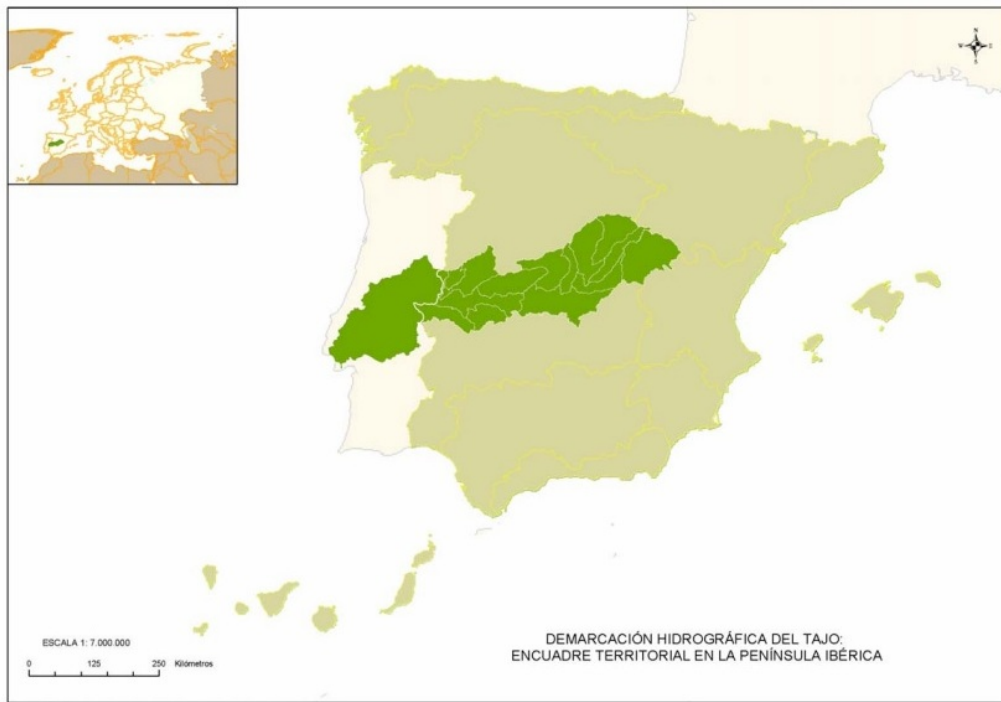 N
W E
S
ESCALA 1: 7.000.000
0 125 250 Kilómetros
DEMARCACIÓN HIDROGRÁFICA DEL TAJO:
ENCUADRE TERRITORIAL EN LA PENÍNSULA IBÉRICA